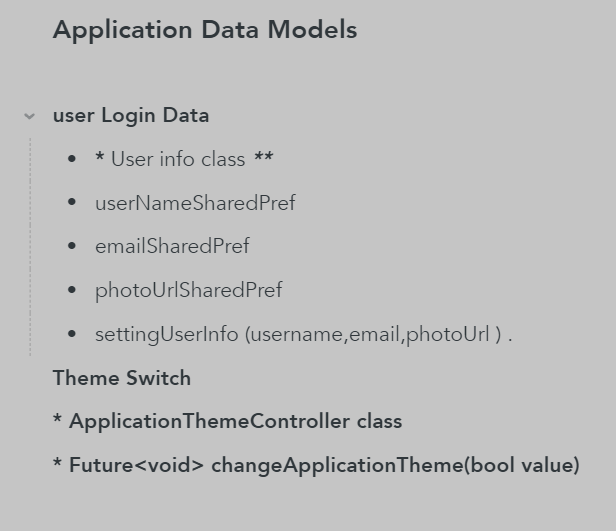 Application Data Models
user Login Data
• * User info class **
• userNameSharedPref
• emailSharedPref
• photoUrlSharedPref
• settingUserInfo (username,email,photoUrl ) .
Theme Switch
* ApplicationThemeController class
* Future<void> changeApplicationTheme(bool value)